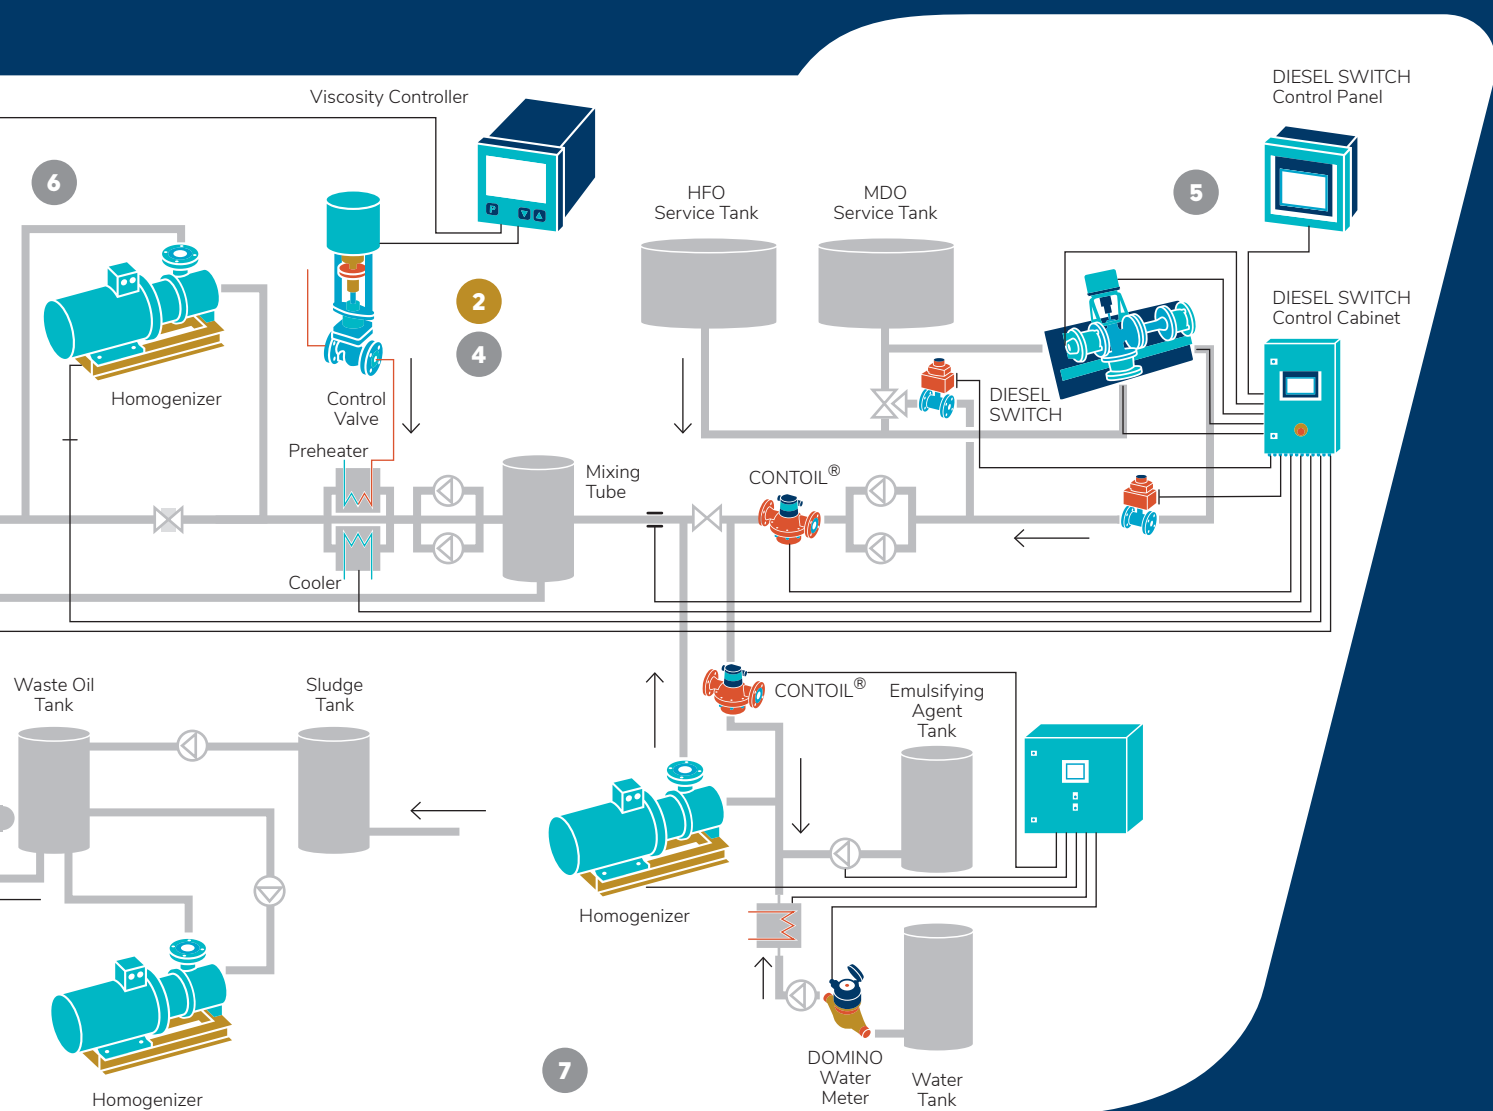 DIESEL SWITCH
Control Panel
Viscosity Controller
6
P
HFO
Service Tank
MDO
Service Tank
5
2
4
DIESEL SWITCH
Control Cabinet
Homogenizer
Control
Valve
DIESEL
SWITCH
Preheater
Mixing
Tube
CONTOIL®
Cooler
Waste Oil
Tank
Sludge
Tank
CONTOIL®
Emulsifying
Agent
Tank
Homogenizer
DOMINO
Water
Meter
Water
Tank
7
Homogenizer